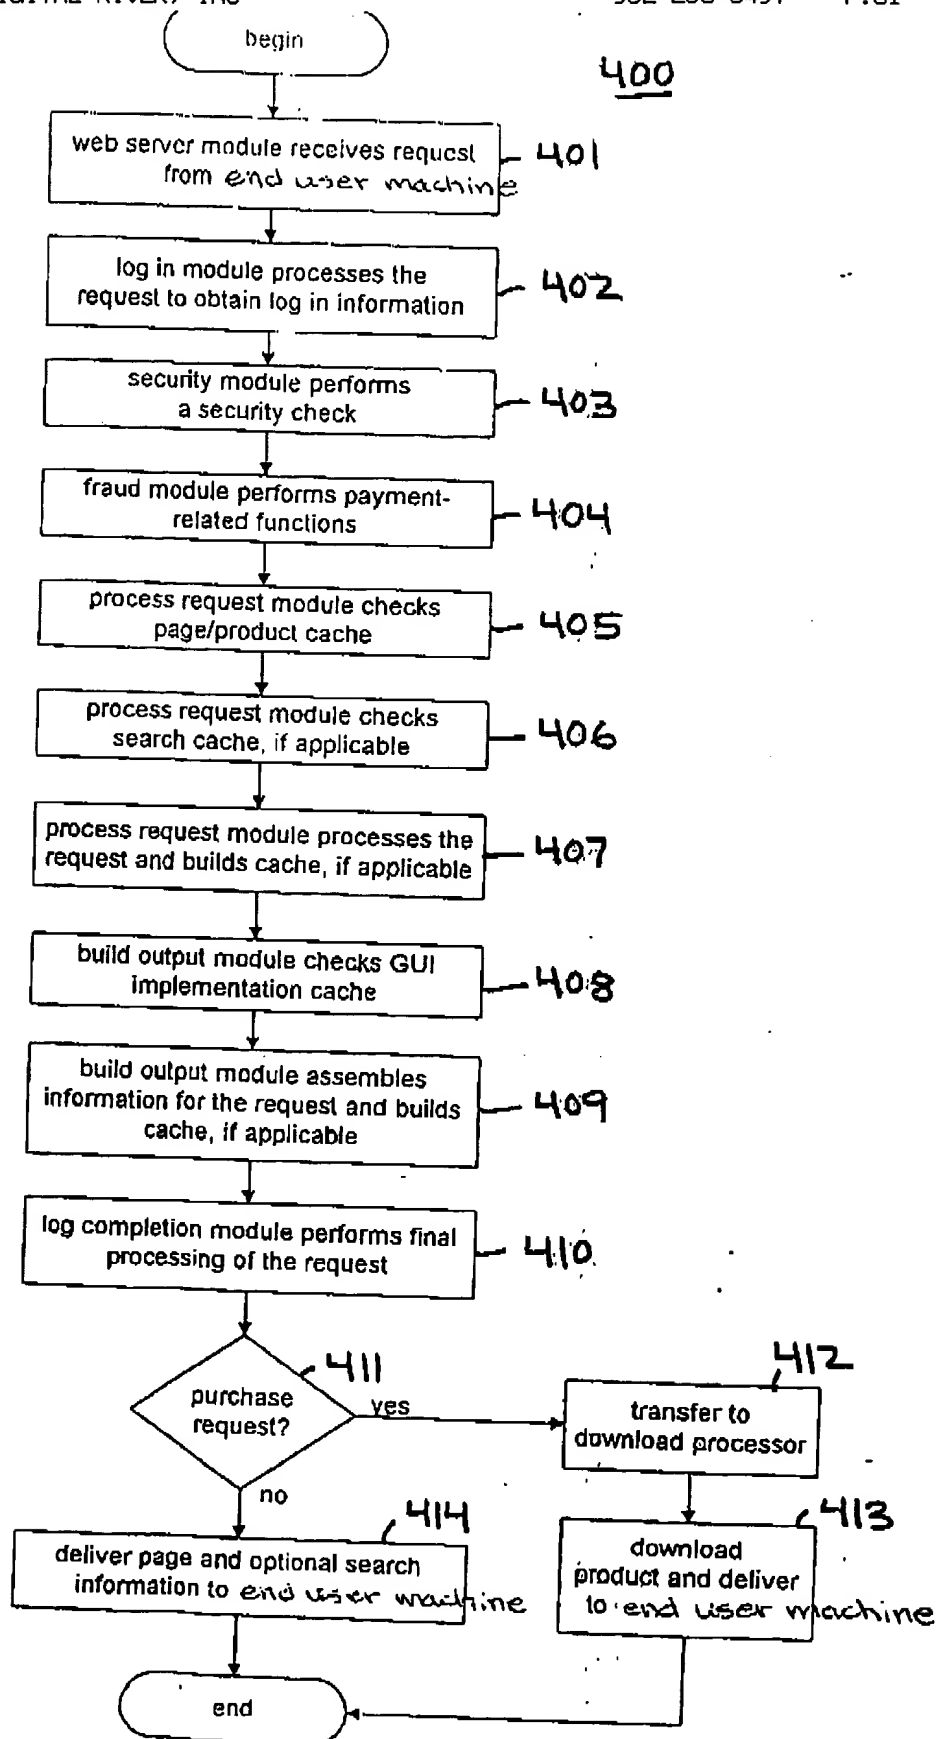 begin
400
web server module receives request
from end user machine
401
log in module processes the
request to obtain log in information
402
security module performs
a security check
403
fraud module performs payment-
related functions
404
process request module checks
page/product cache
405
process request module checks
search cache, if applicable
406
process request module processes the
request and builds cache, if applicable
407
build output module checks GUI
implementation cache
408
build output module assembles
information for the request and builds
cache, if applicable
409
log completion module performs final
processing of the request
410
purchase
request?
411
yes
no
transfer to
download processor
412
download
product and deliver
to end user machine
413
deliver page and optional search
information to end user machine
414
end